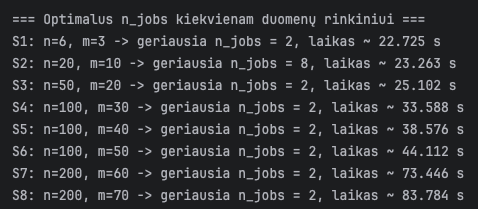 === Optimalus n_jobs kiekvienam duomenų rinkiniui ===
S1: n=6, m=3 -> geriausia n_jobs = 2, laikas ~ 22.725 s
S2: n=20, m=10 -> geriausia n_jobs = 8, laikas ~ 23.263 s
S3: n=50, m=20 -> geriausia n_jobs = 2, laikas ~ 25.102 s
S4: n=100, m=30 -> geriausia n_jobs = 2, laikas ~ 33.588 s
S5: n=100, m=40 -> geriausia n_jobs = 2, laikas ~ 38.576 s
S6: n=100, m=50 -> geriausia n_jobs = 2, laikas ~ 44.112 s
S7: n=200, m=60 -> geriausia n_jobs = 2, laikas ~ 73.446 s
S8: n=200, m=70 -> geriausia n_jobs = 2, laikas ~ 83.784 s